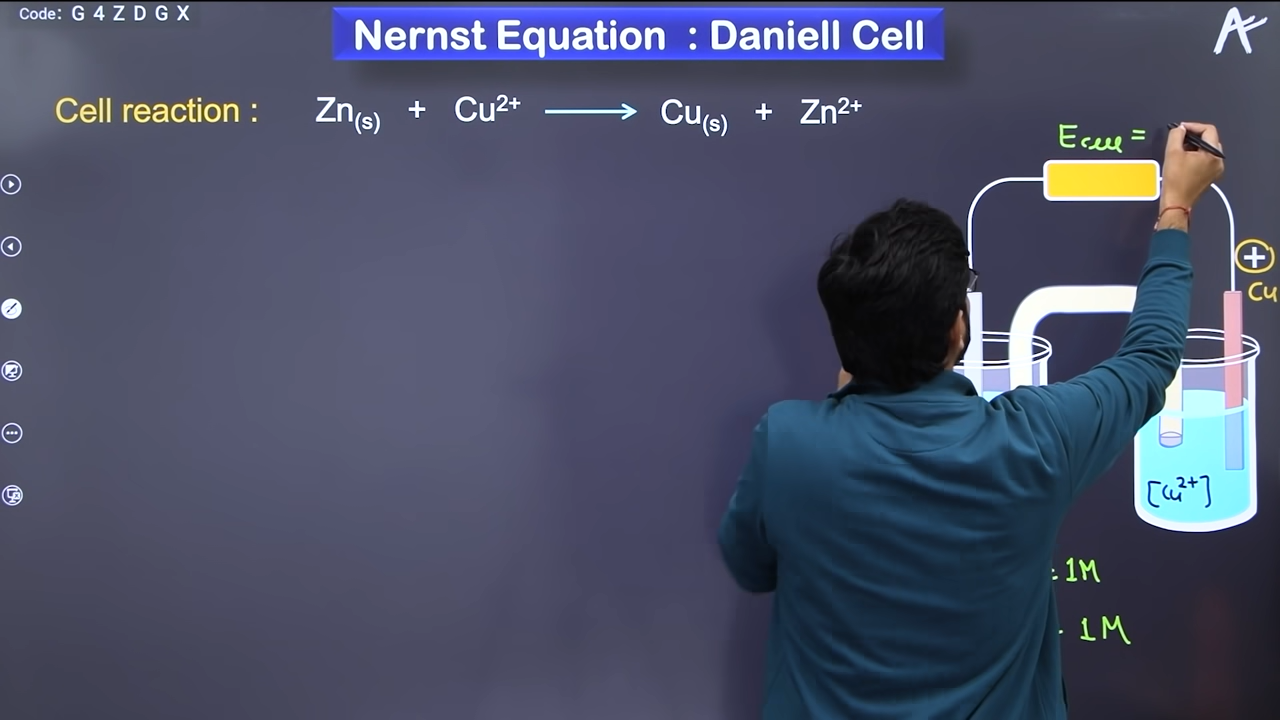 Code: G 4 Z D G X
Nernst Equation : Daniell Cell
Cell reaction : Zn(s) + Cu²⁺ ⟶ Cu(s) + Zn²⁺
Ecell =
+
Cu
[Cu²⁺]
= 1M
1M